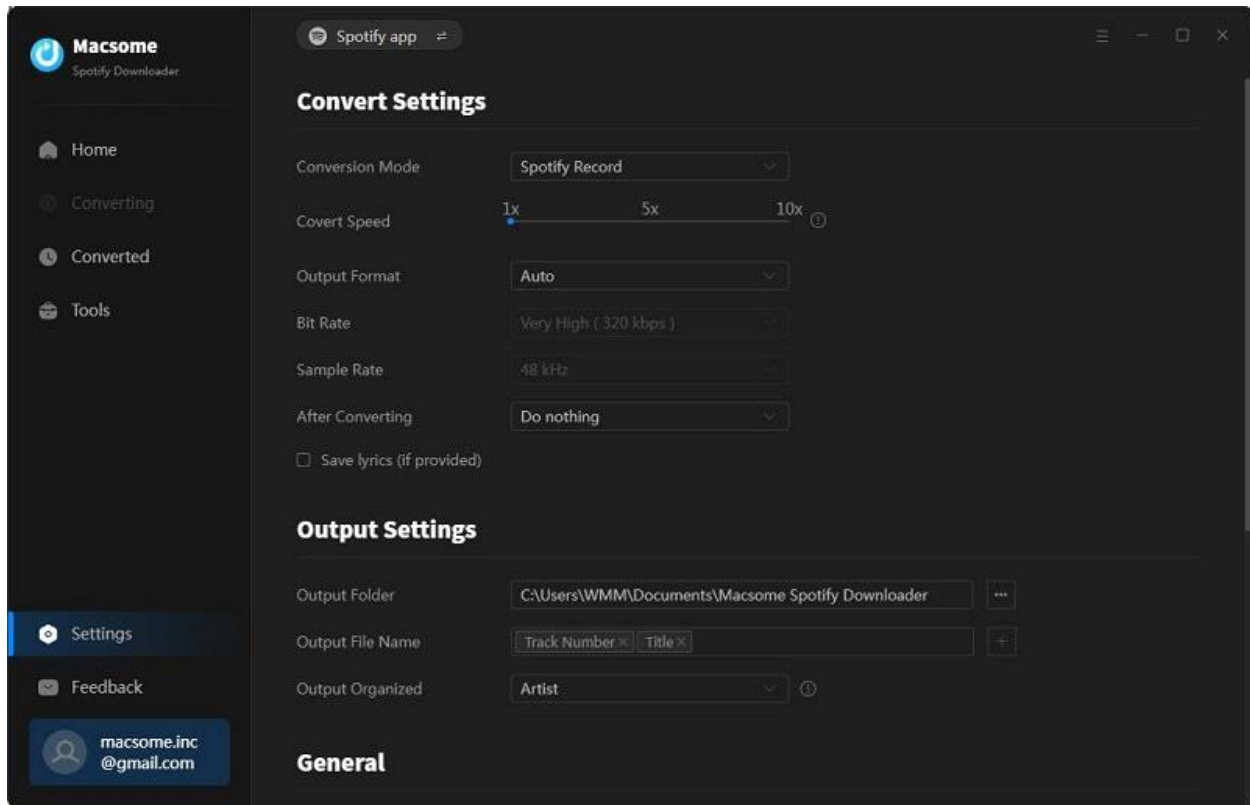 Macsome
Spotify Downloader
Spotify app
Convert Settings
Home
Converting
Converted
Tools
Conversion Mode
Spotify Record
Covert Speed
1x 5x 10x
Output Format
Auto
Bit Rate
Very High ( 320 kbps )
Sample Rate
48 kHz
After Converting
Do nothing
Save lyrics (if provided)
Output Settings
Output Folder
C:\Users\WMM\Documents\Macsome Spotify Downloader
Output File Name
Track Number Title
Output Organized
Artist
General
Settings
Feedback
macsome.inc
@gmail.com